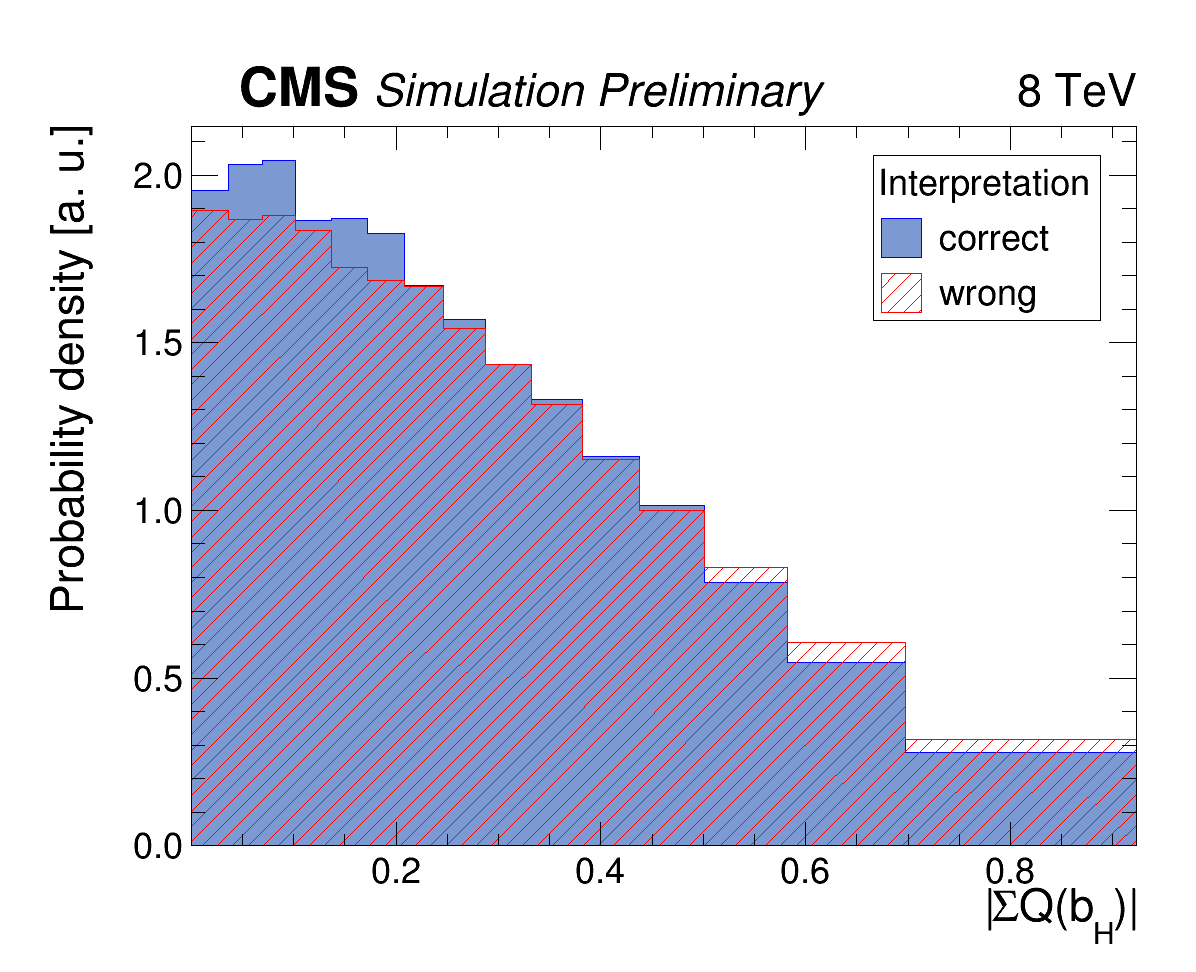 CMS Simulation Preliminary 8 TeV
Probability density [a. u.]
2.0
1.5
1.0
0.5
0.0
Interpretation
correct
wrong
0.2 0.4 0.6 0.8
|ΣQ(b_H)|